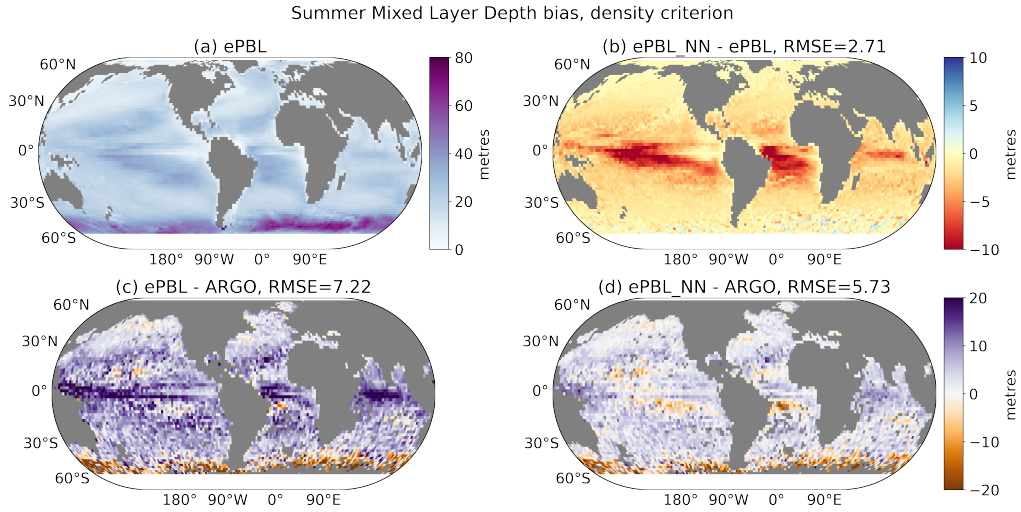 Summer Mixed Layer Depth bias, density criterion
(a) ePBL
60°N
30°N
0°
30°S
60°S
180° 90°W 0° 90°E
80
60
40
20
0
metres
(b) ePBL_NN - ePBL, RMSE=2.71
60°N
30°N
0°
30°S
60°S
180° 90°W 0° 90°E
10
5
0
−5
−10
metres
(c) ePBL - ARGO, RMSE=7.22
60°N
30°N
0°
30°S
60°S
180° 90°W 0° 90°E
(d) ePBL_NN - ARGO, RMSE=5.73
60°N
30°N
0°
30°S
60°S
180° 90°W 0° 90°E
20
10
0
−10
−20
metres